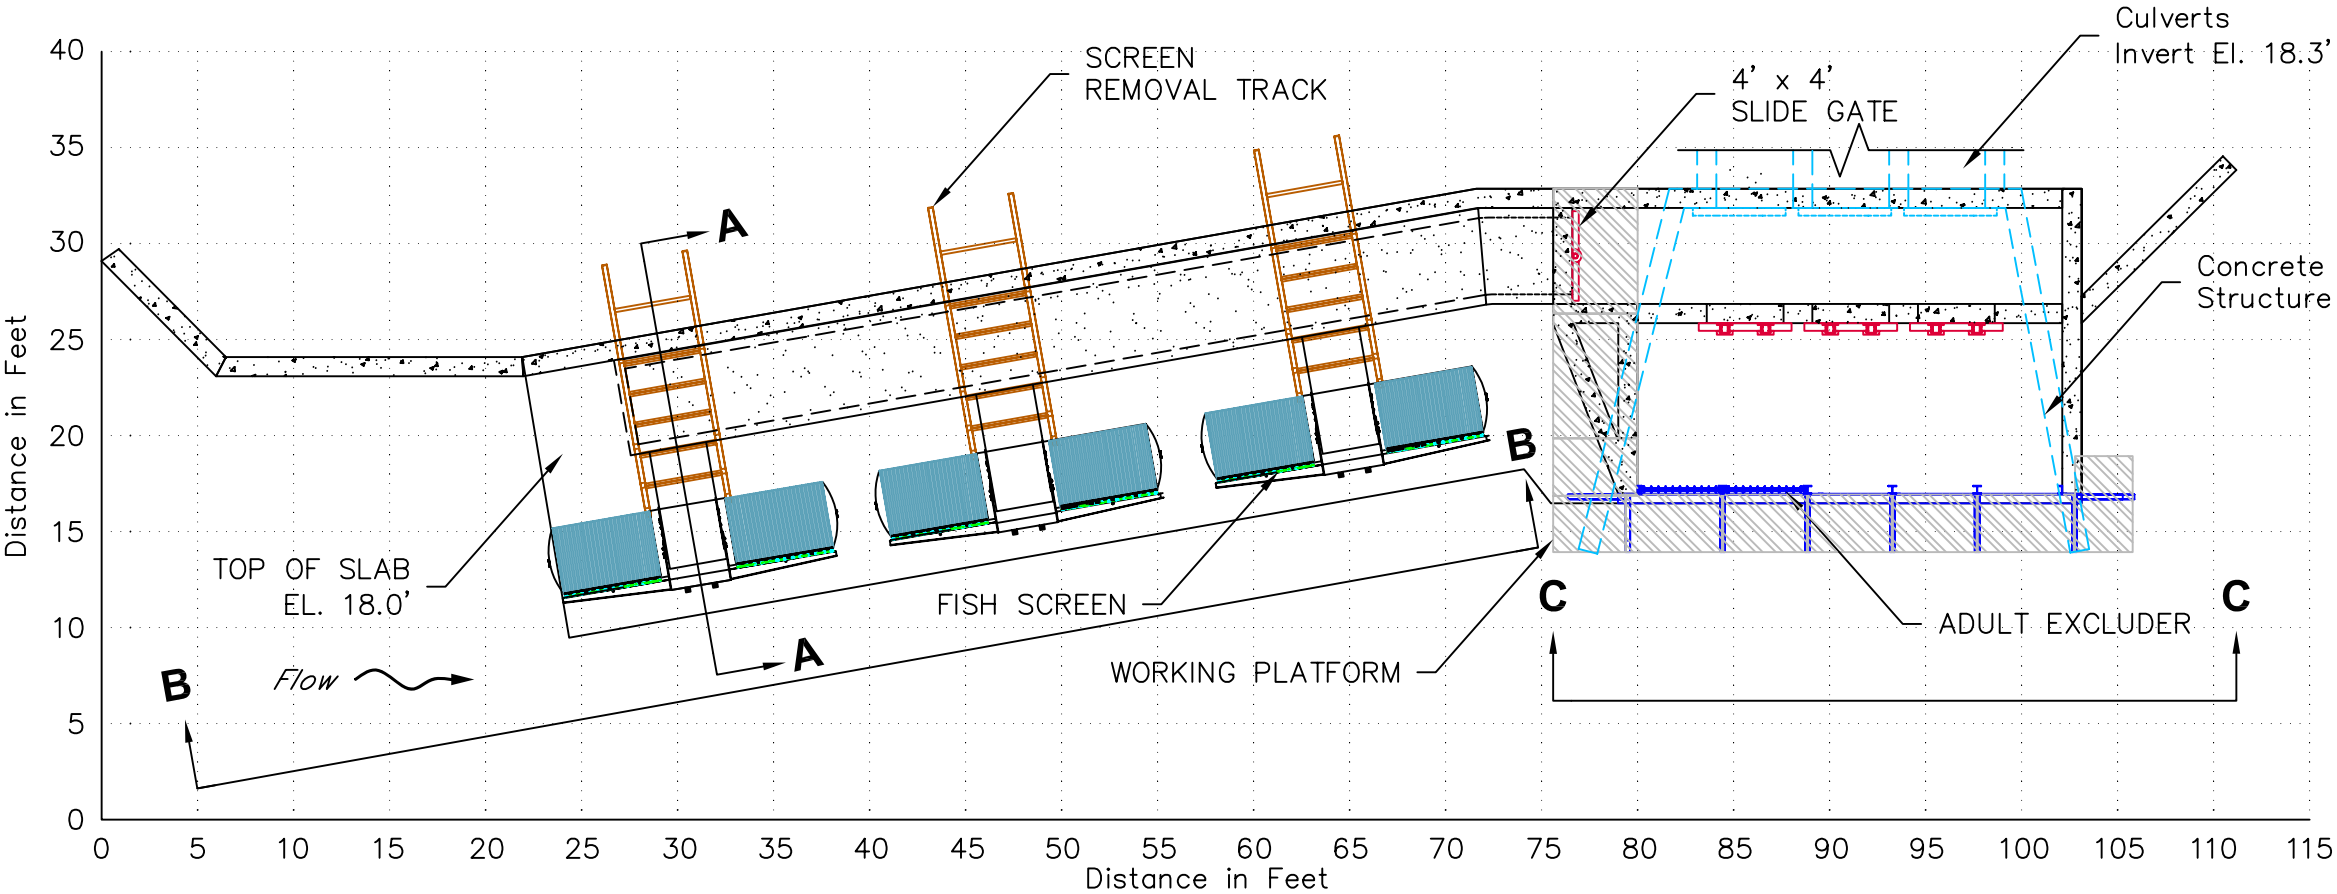 Culverts
Invert El. 18.3'
SCREEN
REMOVAL TRACK
4' x 4'
SLIDE GATE
40
35
30
25
20
15
10
5
0
Distance in Feet
A
Concrete
Structure
B
TOP OF SLAB
EL. 18.0'
FISH SCREEN
C
C
ADULT EXCLUDER
A
WORKING PLATFORM
B
Flow
0 5 10 15 20 25 30 35 40 45 50 55 60 65 70 75 80 85 90 95 100 105 110 115
Distance in Feet